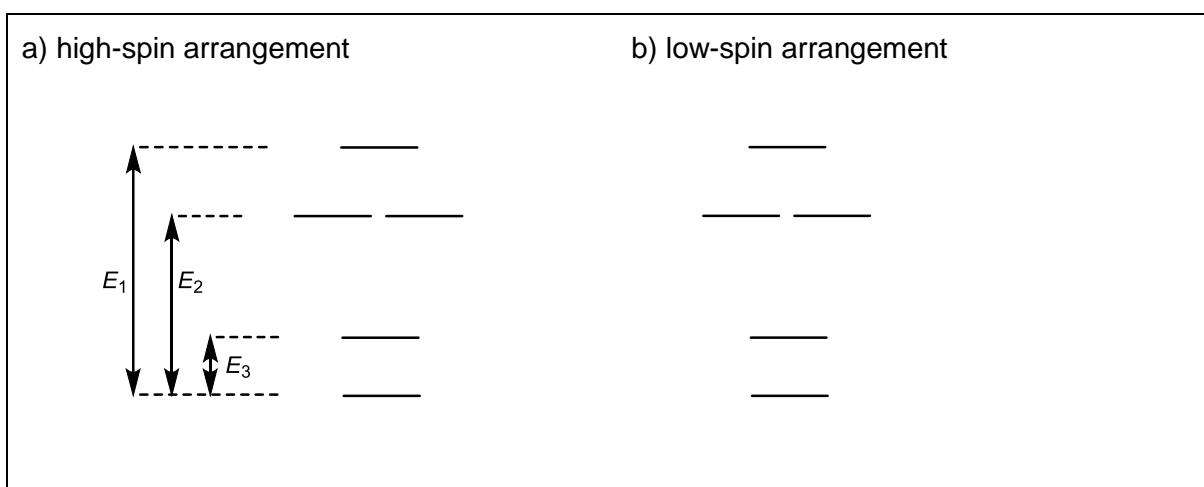 a) high-spin arrangement
b) low-spin arrangement
E1
E2
E3